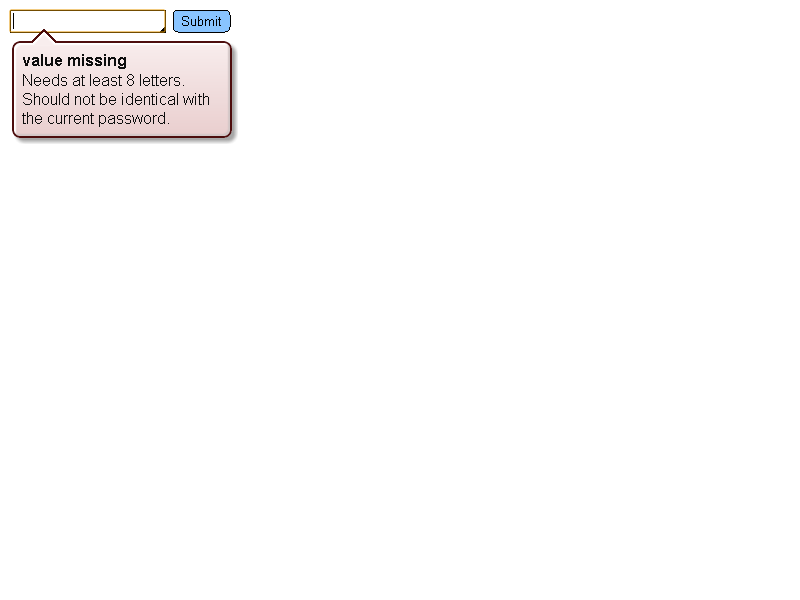 Submit
value missing
Needs at least 8 letters.
Should not be identical with
the current password.